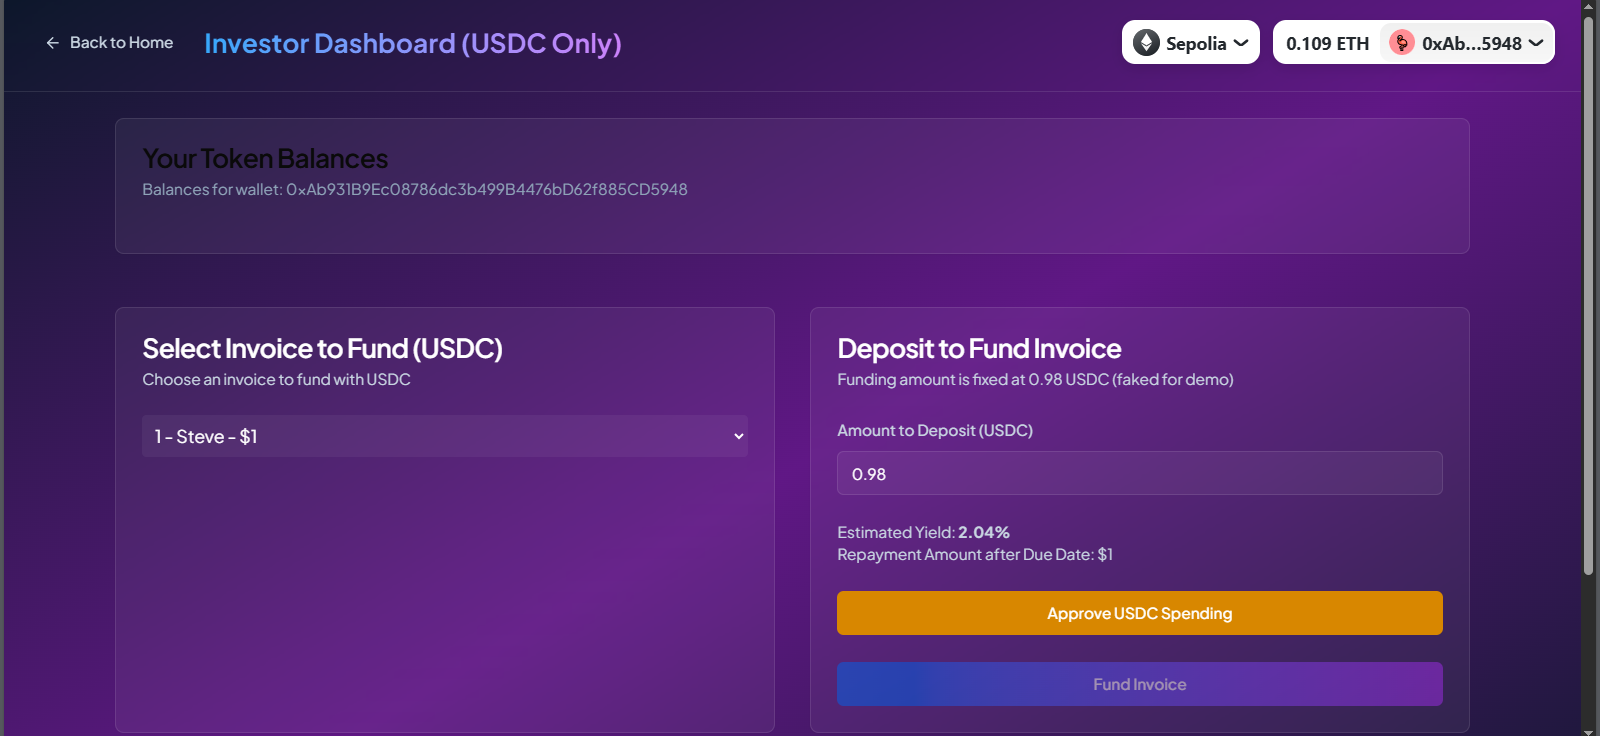 Back to Home
Investor Dashboard (USDC Only)
Sepolia
0.109 ETH
0xAb...5948
Your Token Balances
Balances for wallet: 0xAb931B9Ec08786dc3b499B4476bD62f885CD5948
Select Invoice to Fund (USDC)
Choose an invoice to fund with USDC
1 - Steve - $1
Deposit to Fund Invoice
Funding amount is fixed at 0.98 USDC (faked for demo)
Amount to Deposit (USDC)
0.98
Estimated Yield: 2.04%
Repayment Amount after Due Date: $1
Approve USDC Spending
Fund Invoice